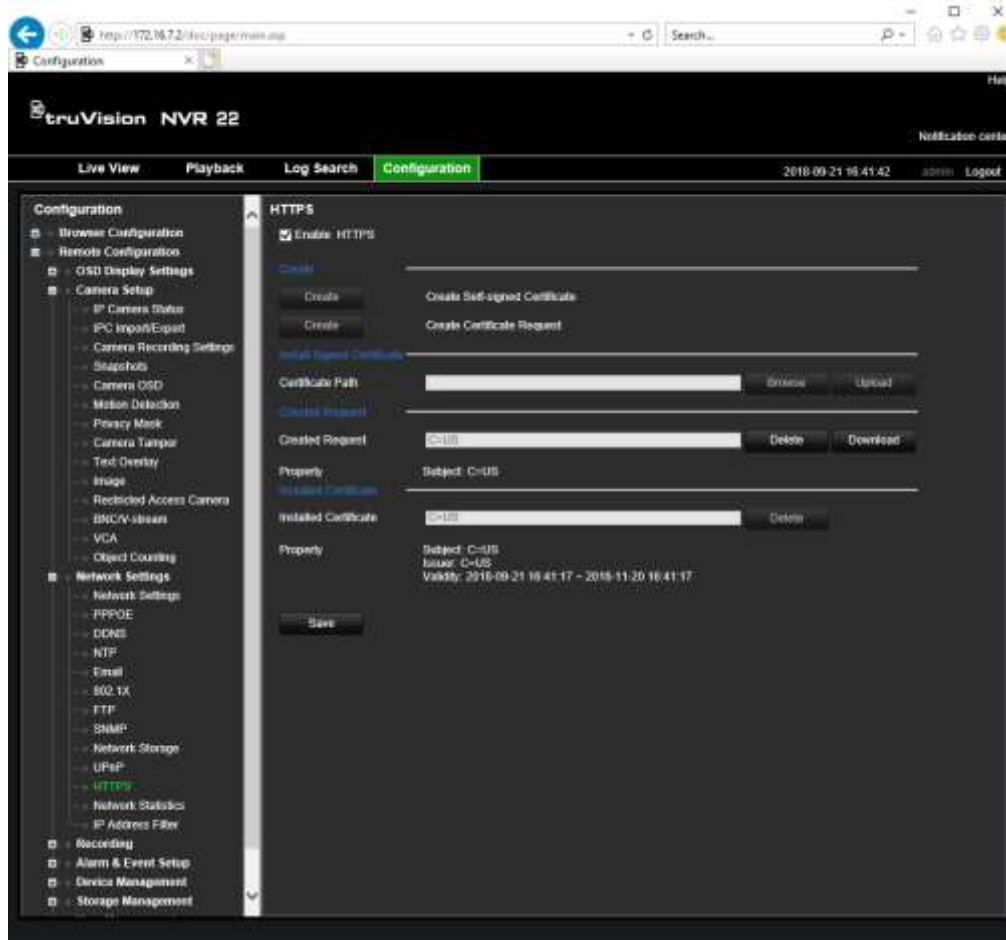 http://172.16.7.2/doc/page/main.asp
Search...
Configuration
Help
truVision NVR 22
Notification cente
Live View Playback Log Search Configuration 2018-09-21 16:41:42 admin Logout
Configuration
Browser Configuration
Remote Configuration
OSD Display Settings
Camera Setup
IP Camera Status
IPC Import/Export
Camera Recording Settings
Snapshots
Camera OSD
Motion Detection
Privacy Mask
Camera Tamper
Text Overlay
Image
Restricted Access Camera
BNC/V-stream
VCA
Object Counting
Network Settings
Network Settings
PPPOE
DDNS
NTP
Email
802.1X
FTP
SNMP
Network Storage
UPnP
HTTPS
Network Statistics
IP Address Filter
Recording
Alarm & Event Setup
Device Management
Storage Management
HTTPS
Enable HTTPS
Create
Create Create Self-signed Certificate
Create Create Certificate Request
Install Signed Certificate
Certificate Path Browse Upload
Created Request
Created Request C=US Delete Download
Property Subject: C=US
Installed Certificate
Installed Certificate C=US Delete
Property Subject: C=US
Issuer: C=US
Validity: 2018-09-21 16:41:17 ~ 2018-11-20 16:41:17
Save